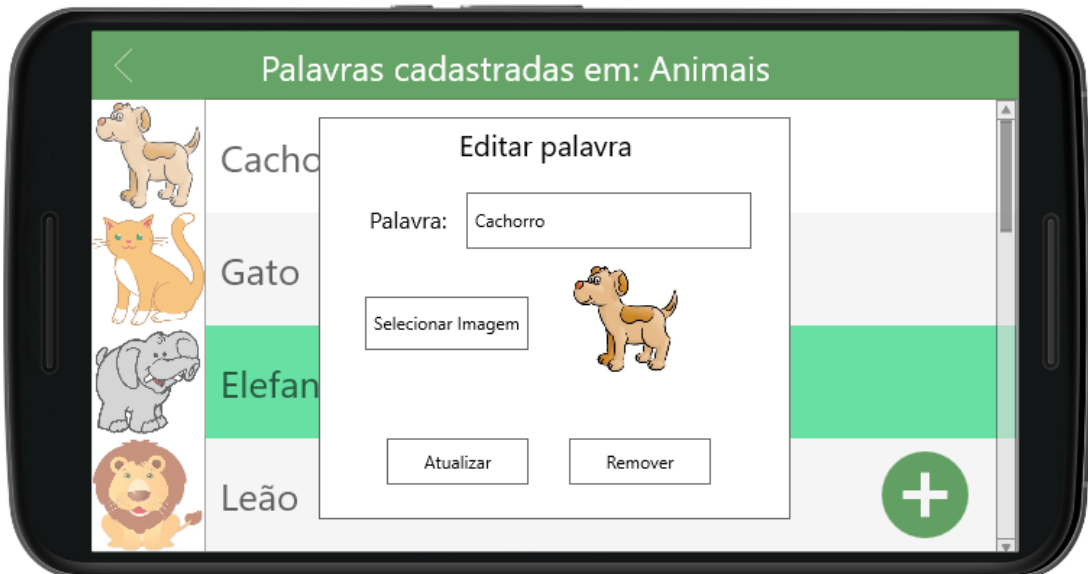 Palavras cadastradas em: Animais
Editar palavra
Cacho
Palavra: Cachorro
Gato
Selecionar Imagem
Elefan
Atualizar Remover
Leão